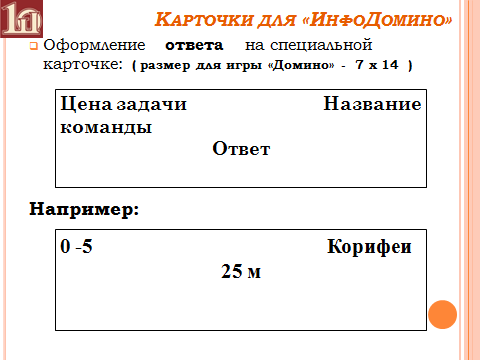 10
КАРТОЧКИ ДЛЯ «ИНФОДОМИНО»
Оформление ответа на специальной
карточке: ( размер для игры «Домино» - 7 х 14 )
Цена задачи Название
команды
Ответ
Например:
0 -5 Корифеи
25 м